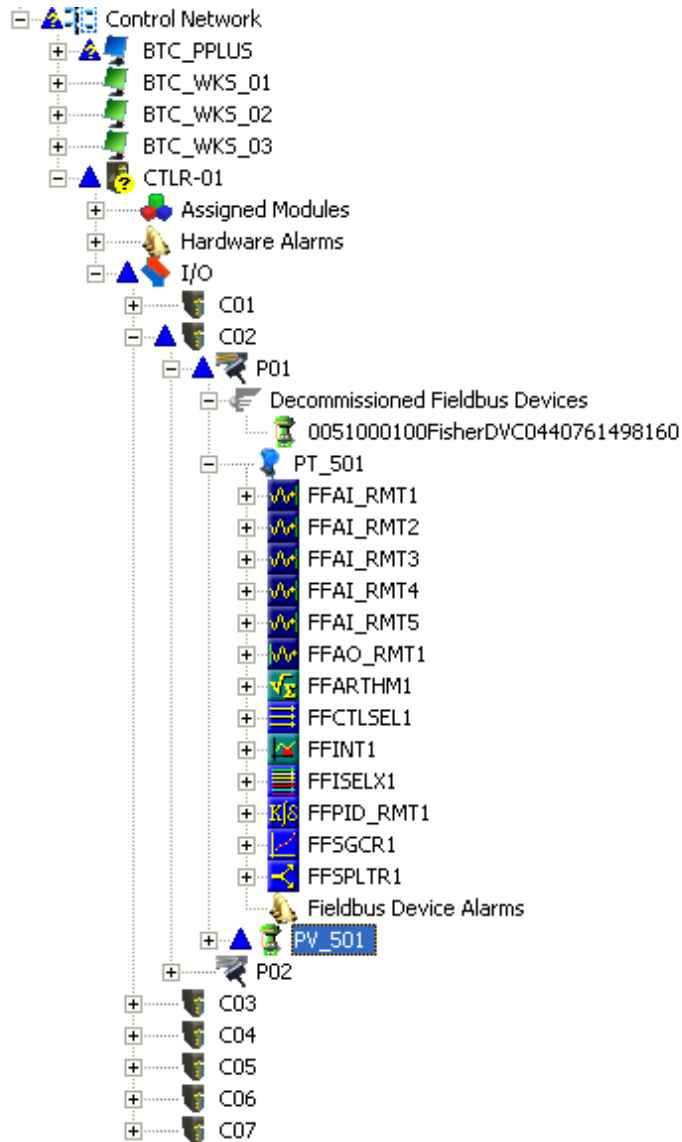 Control Network
BTC_PPLUS
BTC_WKS_01
BTC_WKS_02
BTC_WKS_03
CTLR-01
Assigned Modules
Hardware Alarms
I/O
C01
C02
P01
Decommissioned Fieldbus Devices
0051000100FisherDVC0440761498160
PT_501
FFAI_RMT1
FFAI_RMT2
FFAI_RMT3
FFAI_RMT4
FFAI_RMT5
FFAO_RMT1
FFARTHM1
FFCTLSEL1
FFINT1
FFISELX1
FFPID_RMT1
FFSGCR1
FFSPLTR1
Fieldbus Device Alarms
PV_501
P02
C03
C04
C05
C06
C07